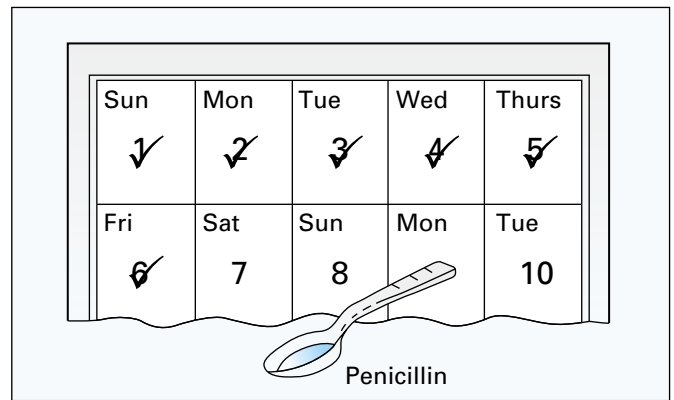 Sun Mon Tue Wed Thurs
1 2 3 4 5
Fri Sat Sun Mon Tue
6 7 8 10
Penicillin